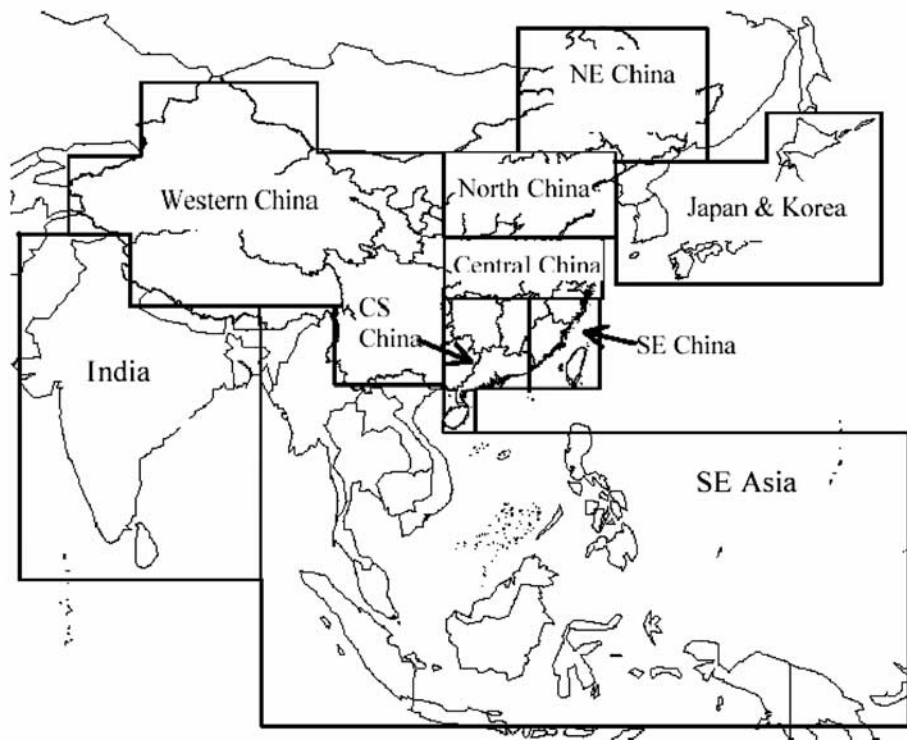 NE China
Western China
North China
Japan & Korea
Central China
CS
China
SE China
India
SE Asia